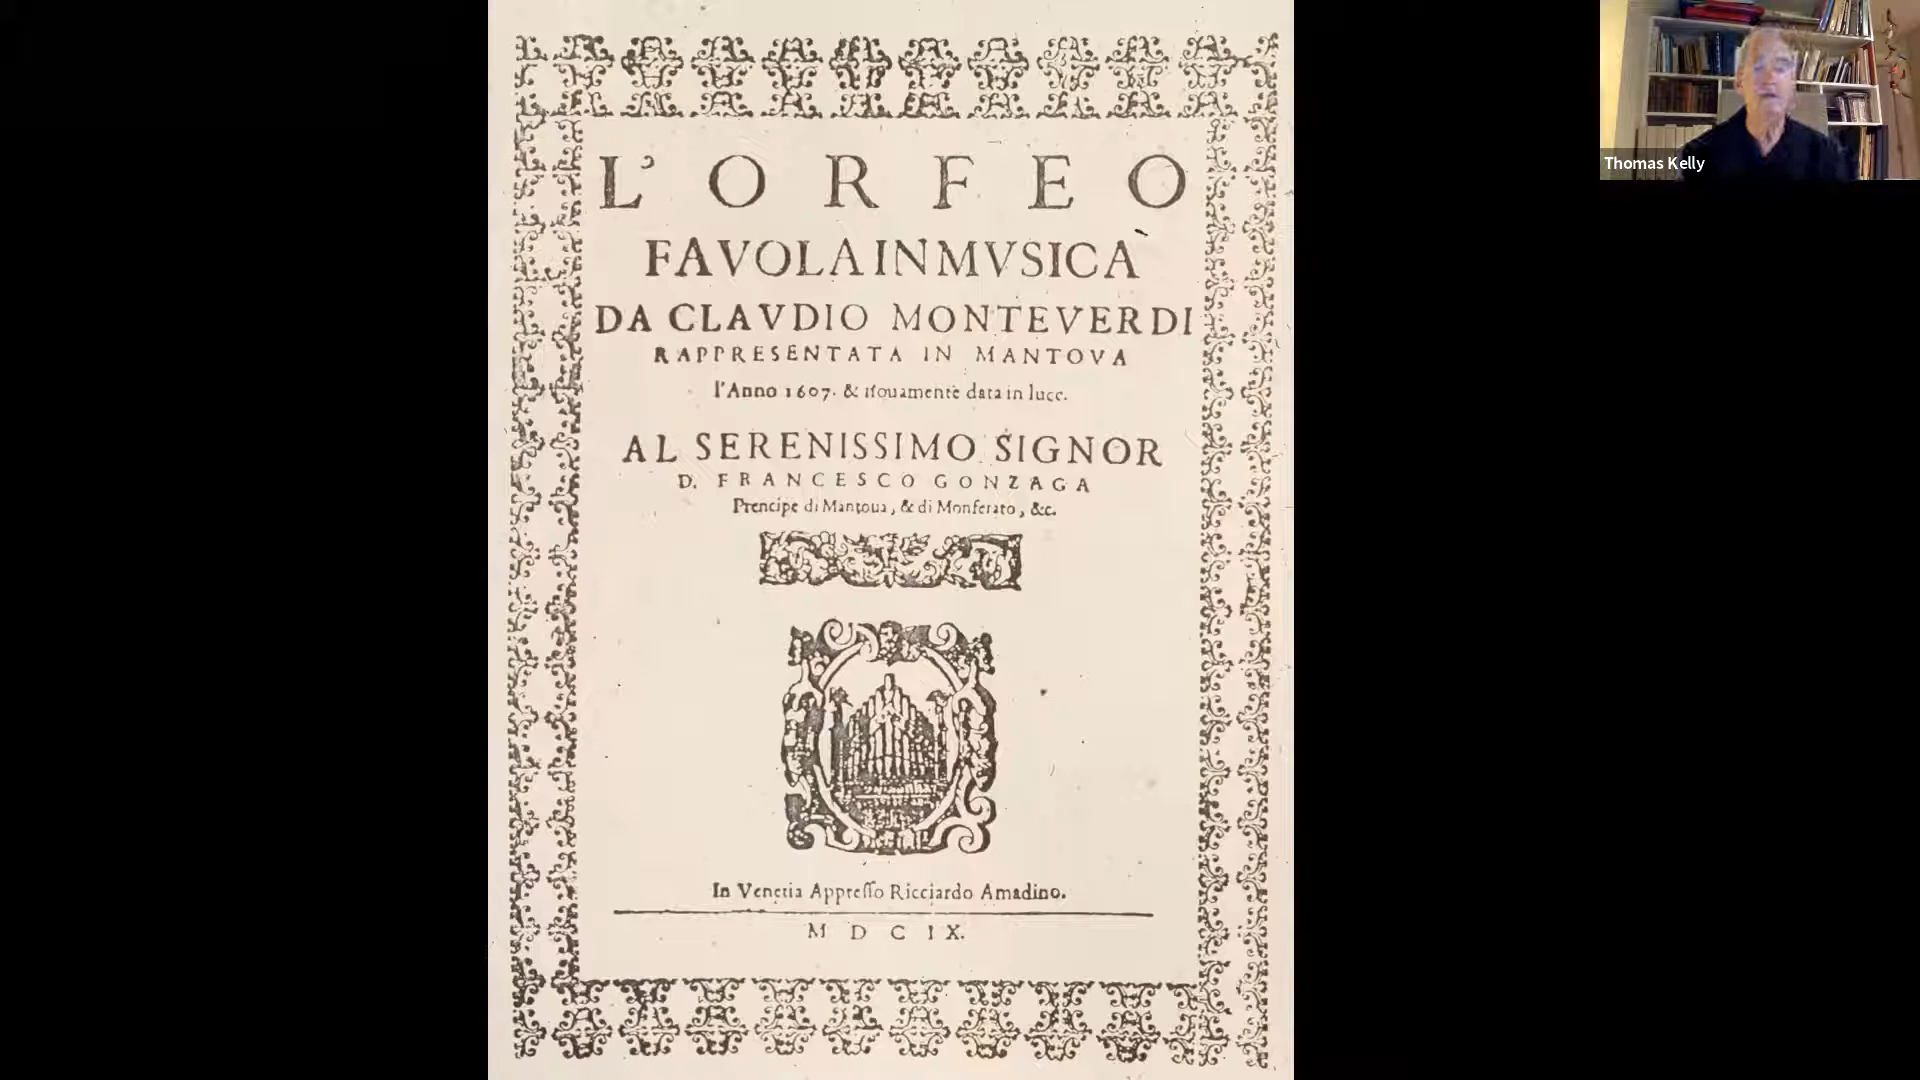 L'ORFEO
FAVOLA IN MVSICA
DA CLAVDIO MONTEVERDI
RAPPRESENTATA IN MANTOVA
l'Anno 1607. & nouamente data in luce.
AL SERENISSIMO SIGNOR
D. FRANCESCO GONZAGA
Prencipe di Mantoua, & di Monferato, &c.
In Venetia Appresso Ricciardo Amadino.
M D C IX.
Thomas Kelly